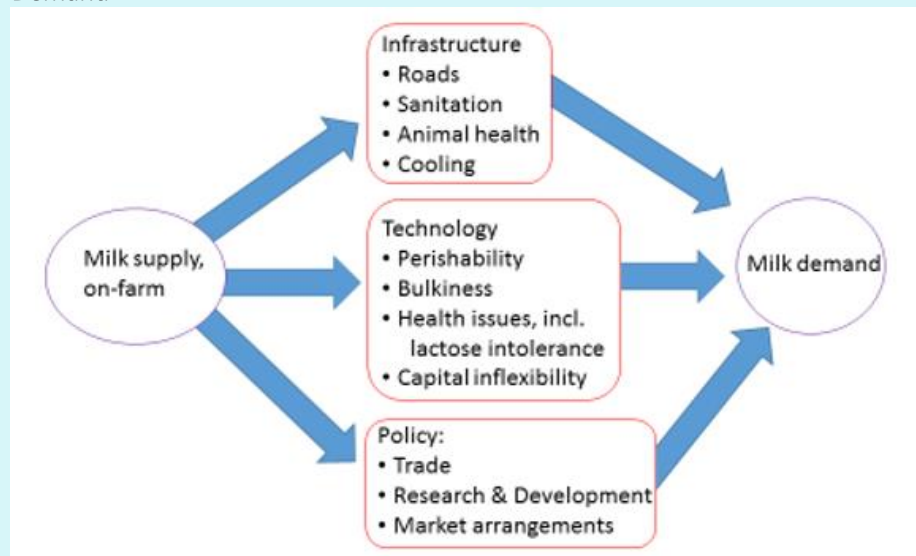 Milk supply,
on-farm
Infrastructure
• Roads
• Sanitation
• Animal health
• Cooling
Technology
• Perishability
• Bulkiness
• Health issues, incl.
lactose intolerance
• Capital inflexibility
Policy:
• Trade
• Research & Development
• Market arrangements
Milk demand